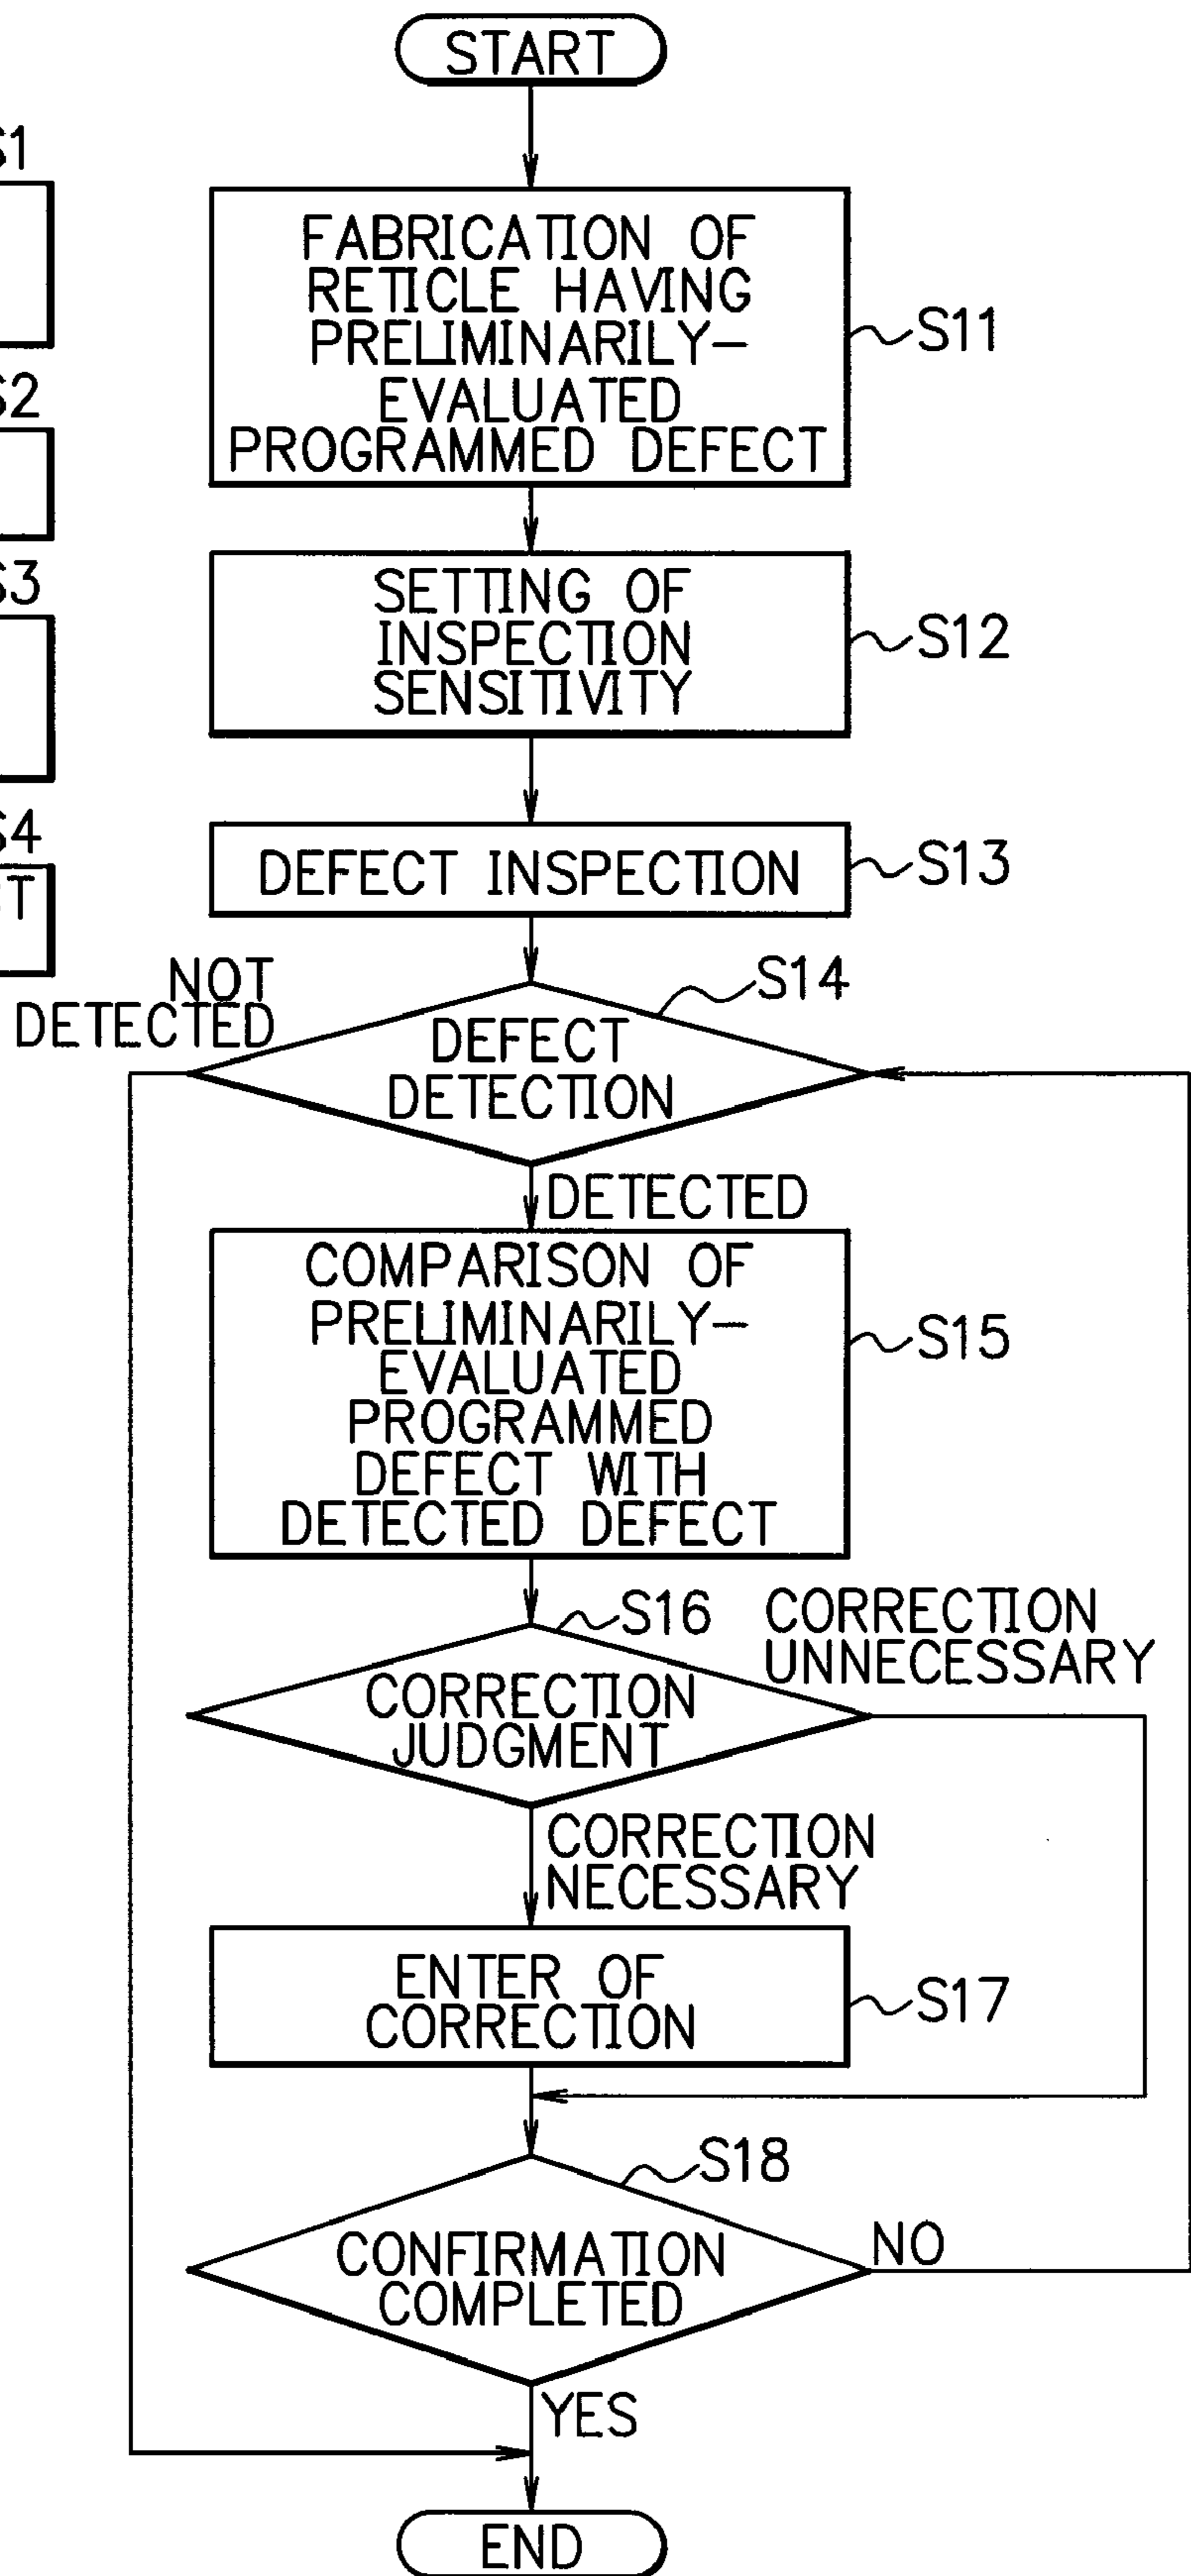 START
S1
FABRICATION OF
RETICLE HAVING
PRELIMINARILY-
EVALUATED
PROGRAMMED DEFECT
S11
S2
SETTING OF
INSPECTION
SENSITIVITY
S12
S3
DEFECT INSPECTION
S13
S4
T
NOT
DETECTED
DEFECT
DETECTION
S14
DETECTED
COMPARISON OF
PRELIMINARILY-
EVALUATED
PROGRAMMED
DEFECT WITH
DETECTED DEFECT
S15
S16
CORRECTION
UNNECESSARY
CORRECTION
JUDGMENT
CORRECTION
NECESSARY
ENTER OF
CORRECTION
S17
S18
CONFIRMATION
COMPLETED
NO
YES
END